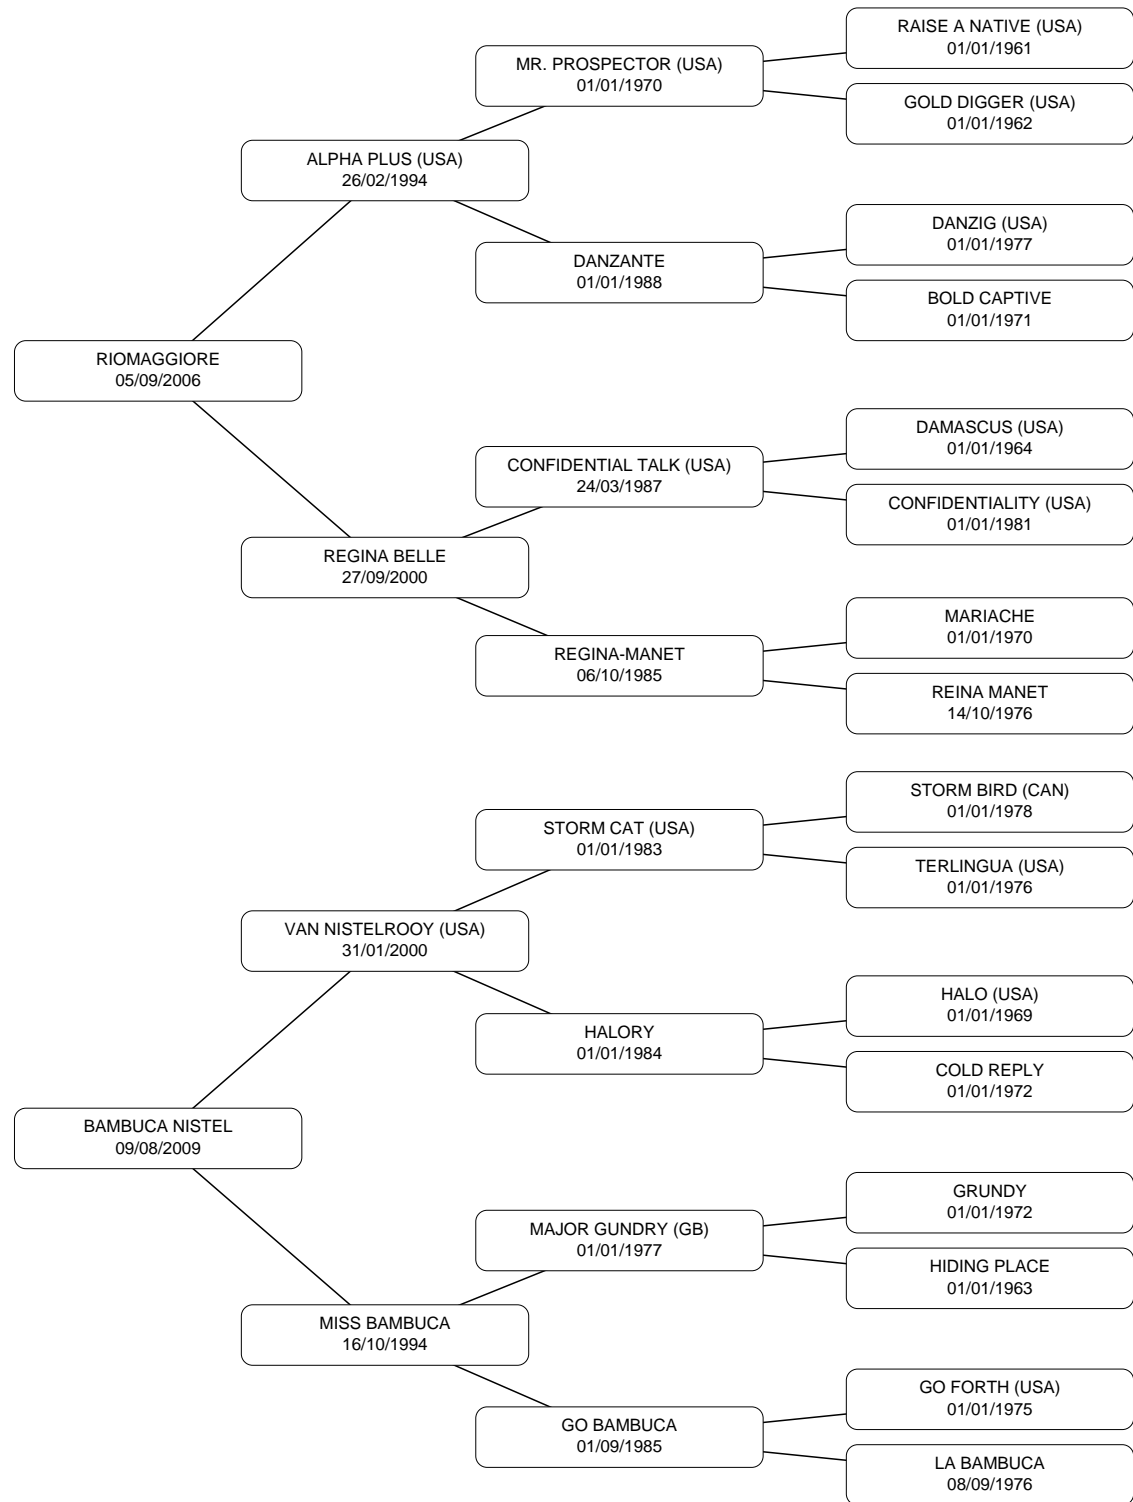 RAISE A NATIVE (USA)
01/01/1961
MR. PROSPECTOR (USA)
01/01/1970
GOLD DIGGER (USA)
01/01/1962
ALPHA PLUS (USA)
26/02/1994
DANZIG (USA)
01/01/1977
DANZANTE
01/01/1988
BOLD CAPTIVE
01/01/1971
RIOMAGGIORE
05/09/2006
DAMASCUS (USA)
01/01/1964
CONFIDENTIAL TALK (USA)
24/03/1987
CONFIDENTIALITY (USA)
01/01/1981
REGINA BELLE
27/09/2000
MARIACHE
01/01/1970
REGINA-MANET
06/10/1985
REINA MANET
14/10/1976
STORM BIRD (CAN)
01/01/1978
STORM CAT (USA)
01/01/1983
TERLINGUA (USA)
01/01/1976
VAN NISTELROOY (USA)
31/01/2000
HALO (USA)
01/01/1969
HALORY
01/01/1984
COLD REPLY
01/01/1972
BAMBUCA NISTEL
09/08/2009
GRUNDY
01/01/1972
MAJOR GUNDRY (GB)
01/01/1977
HIDING PLACE
01/01/1963
MISS BAMBUCA
16/10/1994
GO FORTH (USA)
01/01/1975
GO BAMBUCA
01/09/1985
LA BAMBUCA
08/09/1976